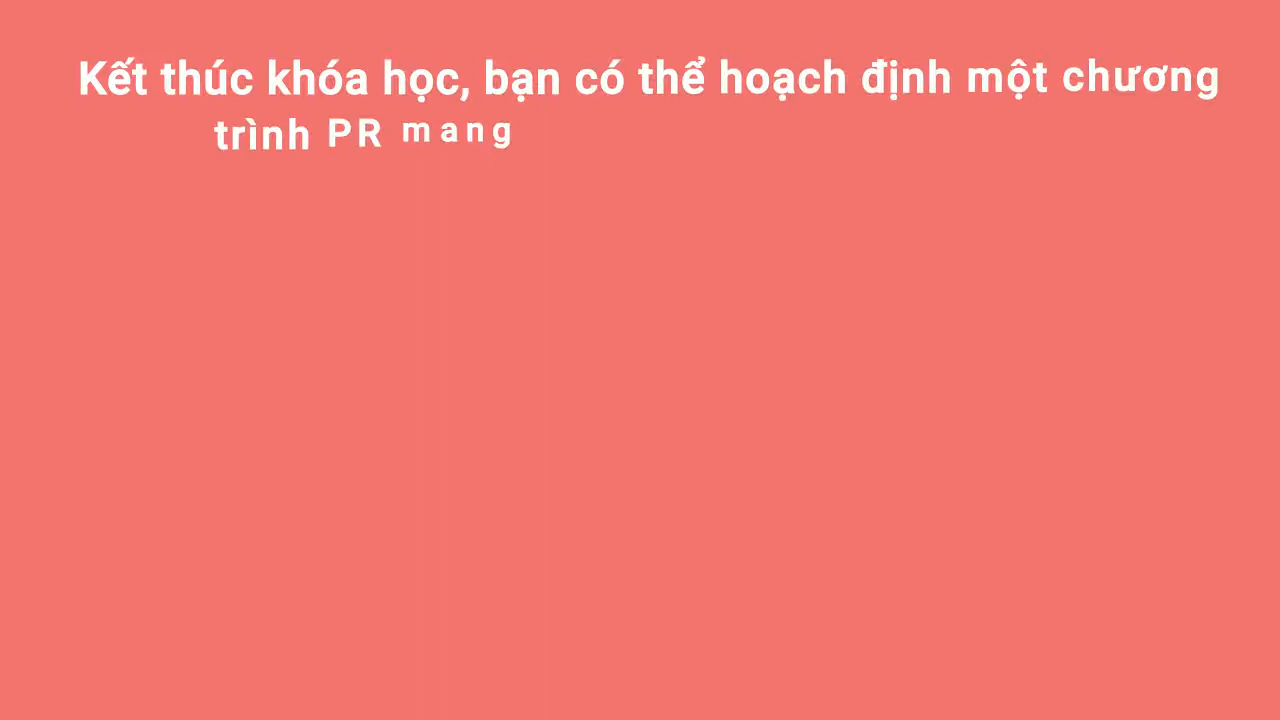 Kết thúc khóa học, bạn có thể hoạch định một chương
trình PR mang